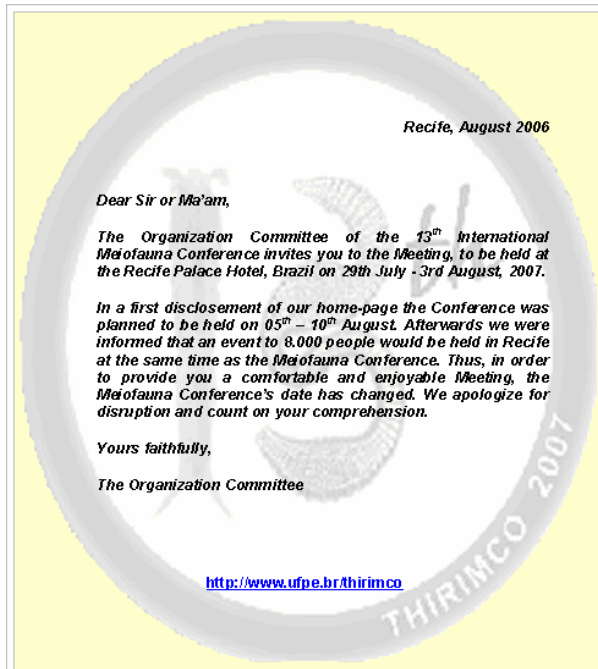 Recife, August 2006
Dear Sir or Ma'am,
The Organization Committee of the 13th International
Meiofauna Conference invites you to the Meeting, to be held at
the Recife Palace Hotel, Brazil on 29th July - 3rd August, 2007.
In a first disclosement of our home-page the Conference was
planned to be held on 05th – 10th August. Afterwards we were
informed that an event to 8.000 people would be held in Recife
at the same time as the Meiofauna Conference. Thus, in order
to provide you a comfortable and enjoyable Meeting, the
Meiofauna Conference's date has changed. We apologize for
disruption and count on your comprehension.
Yours faithfully,
The Organization Committee
http://www.ufpe.br/thirimco
13th
THIRIMCO 2007